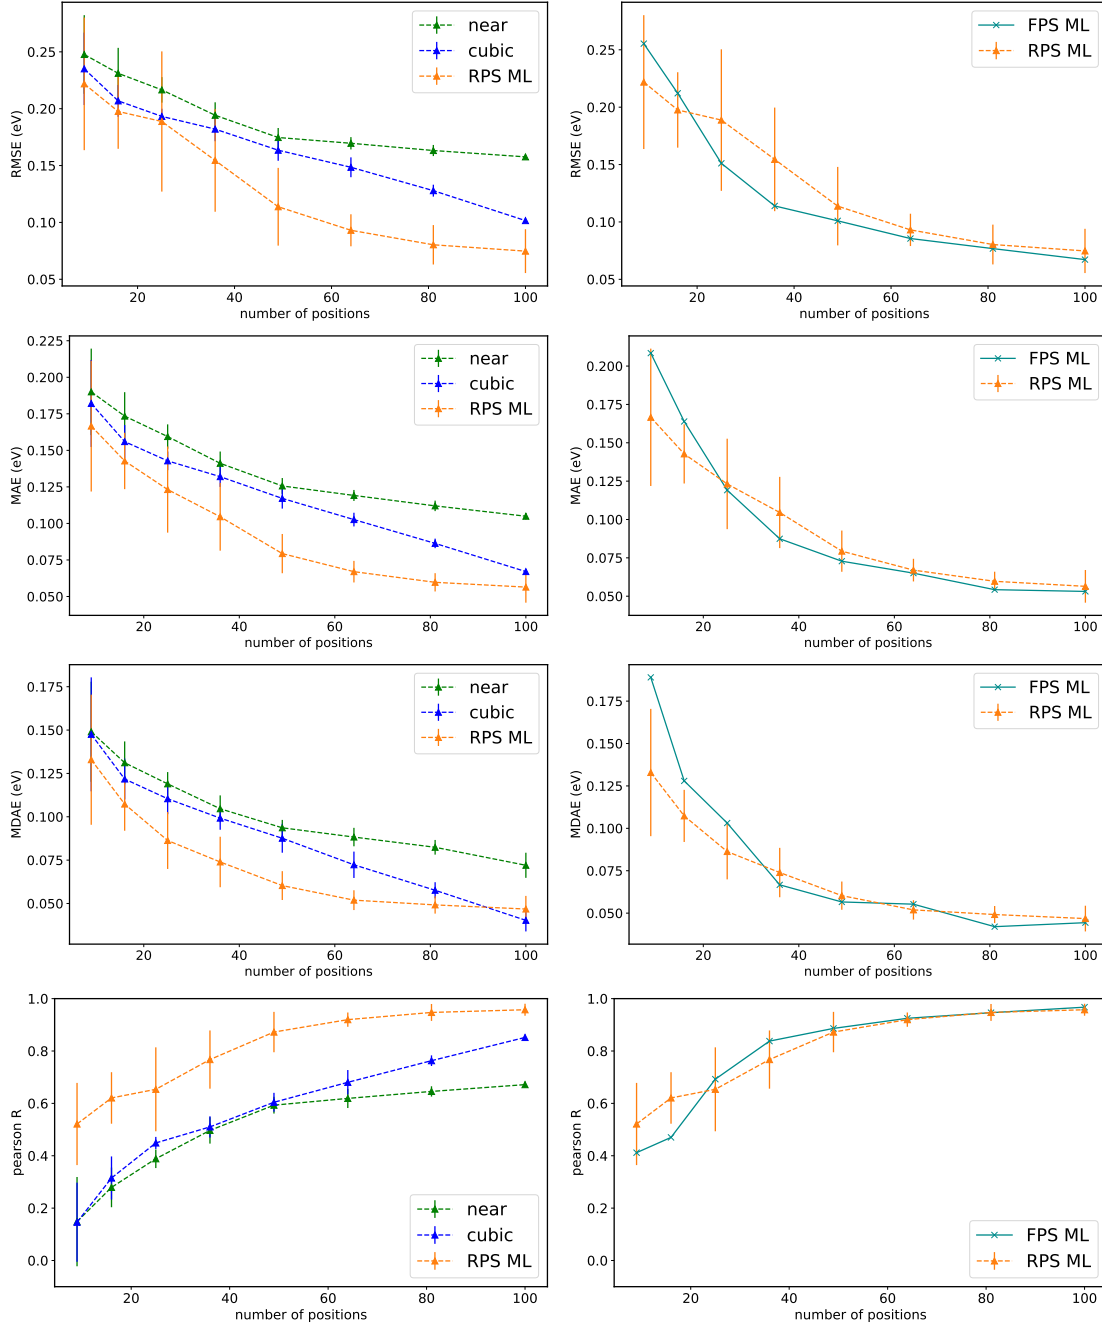 RMSE (eV)
0.25
0.20
0.15
0.10
0.05
20 40 60 80 100
number of positions
near
cubic
RPS ML
RMSE (eV)
0.25
0.20
0.15
0.10
0.05
20 40 60 80 100
number of positions
FPS ML
RPS ML
MAE (eV)
0.225
0.200
0.175
0.150
0.125
0.100
0.075
0.050
20 40 60 80 100
number of positions
near
cubic
RPS ML
MAE (eV)
0.200
0.175
0.150
0.125
0.100
0.075
0.050
20 40 60 80 100
number of positions
FPS ML
RPS ML
MDAE (eV)
0.175
0.150
0.125
0.100
0.075
0.050
20 40 60 80 100
number of positions
near
cubic
RPS ML
MDAE (eV)
0.175
0.150
0.125
0.100
0.075
0.050
20 40 60 80 100
number of positions
FPS ML
RPS ML
pearson R
1.0
0.8
0.6
0.4
0.2
0.0
20 40 60 80 100
number of positions
near
cubic
RPS ML
pearson R
1.0
0.8
0.6
0.4
0.2
0.0
20 40 60 80 100
number of positions
FPS ML
RPS ML